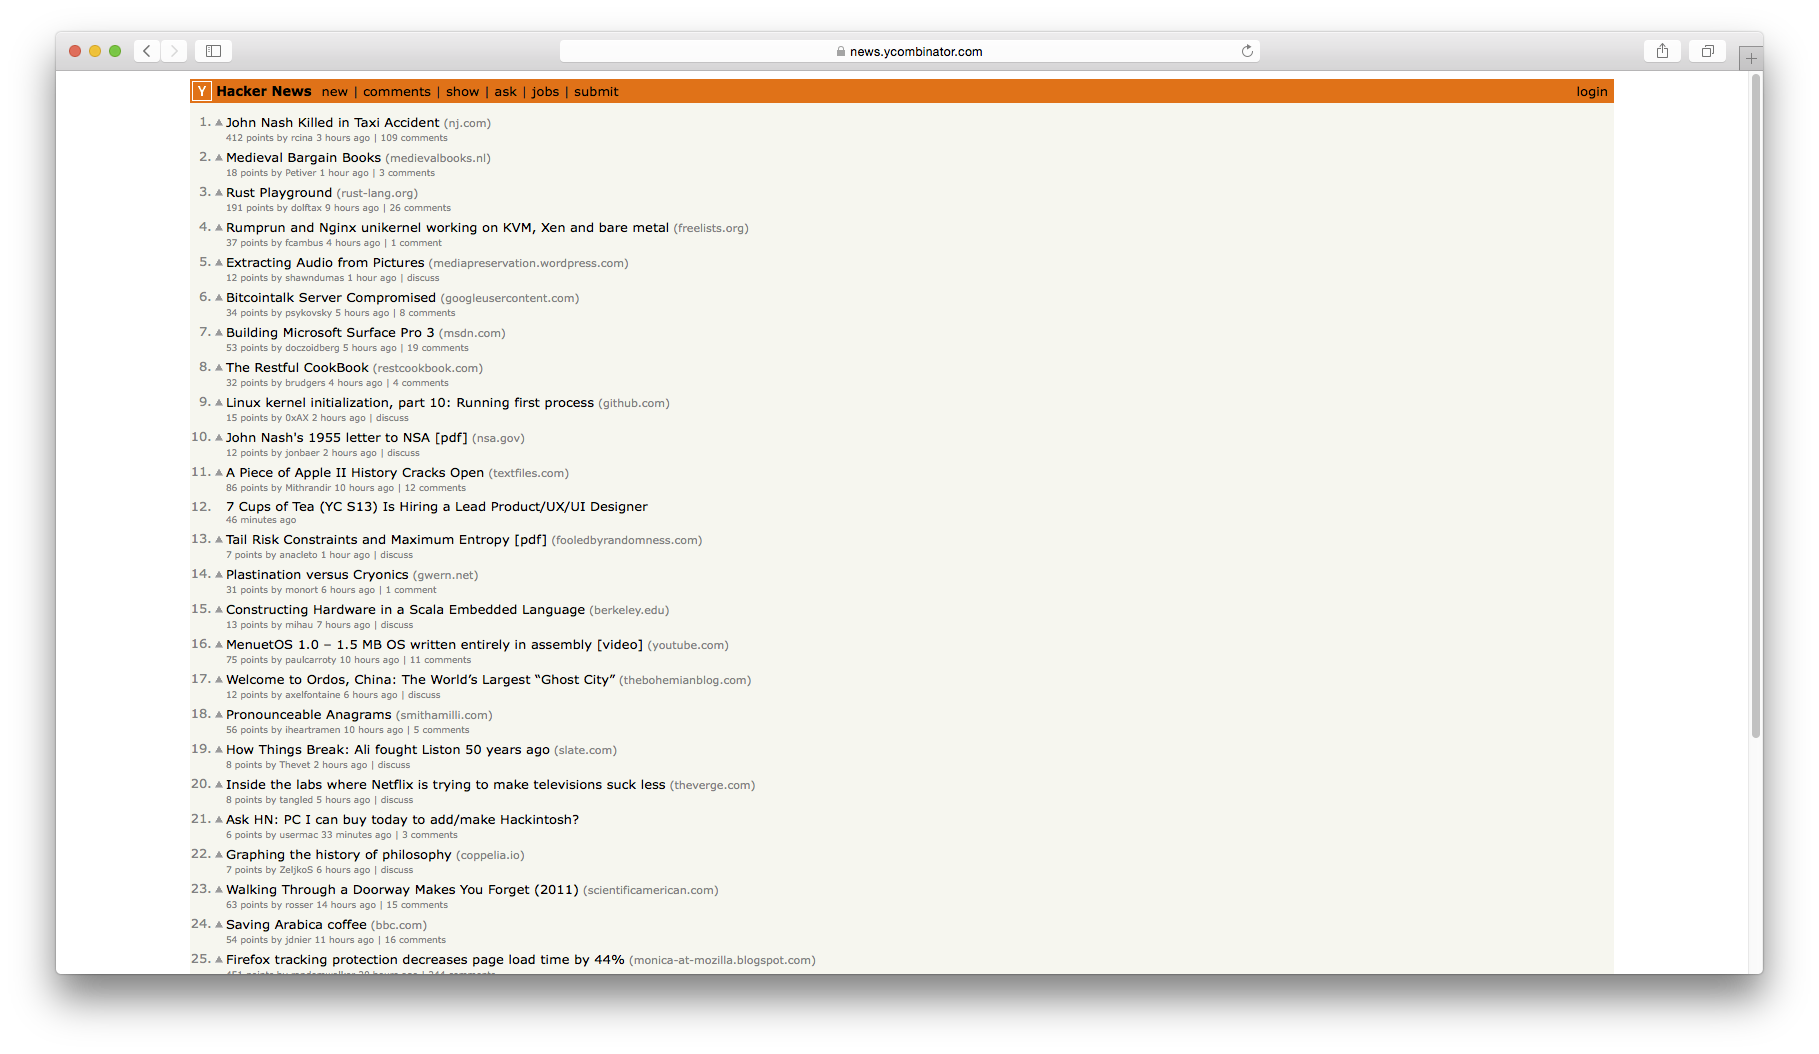 news.ycombinator.com
Y Hacker News new | comments | show | ask | jobs | submit login
1. John Nash Killed in Taxi Accident (nj.com)
412 points by rcina 3 hours ago | 109 comments
2. Medieval Bargain Books (medievalbooks.nl)
18 points by Petiver 1 hour ago | 3 comments
3. Rust Playground (rust-lang.org)
191 points by dolftax 9 hours ago | 26 comments
4. Rumprun and Nginx unikernel working on KVM, Xen and bare metal (freelists.org)
37 points by fcambus 4 hours ago | 1 comment
5. Extracting Audio from Pictures (mediapreservation.wordpress.com)
12 points by shawndumas 1 hour ago | discuss
6. Bitcointalk Server Compromised (googleusercontent.com)
34 points by psykovsky 5 hours ago | 8 comments
7. Building Microsoft Surface Pro 3 (msdn.com)
53 points by doczoidberg 5 hours ago | 19 comments
8. The Restful CookBook (restcookbook.com)
32 points by brudgers 4 hours ago | 4 comments
9. Linux kernel initialization, part 10: Running first process (github.com)
15 points by 0xAX 2 hours ago | discuss
10. John Nash's 1955 letter to NSA [pdf] (nsa.gov)
12 points by jonbaer 2 hours ago | discuss
11. A Piece of Apple II History Cracks Open (textfiles.com)
86 points by Mithrandir 10 hours ago | 12 comments
12. 7 Cups of Tea (YC S13) Is Hiring a Lead Product/UX/UI Designer
46 minutes ago
13. Tail Risk Constraints and Maximum Entropy [pdf] (fooledbyrandomness.com)
7 points by anacleto 1 hour ago | discuss
14. Plastination versus Cryonics (gwern.net)
31 points by monort 6 hours ago | 1 comment
15. Constructing Hardware in a Scala Embedded Language (berkeley.edu)
13 points by mihau 7 hours ago | discuss
16. MenuetOS 1.0 – 1.5 MB OS written entirely in assembly [video] (youtube.com)
75 points by paulcarroty 10 hours ago | 11 comments
17. Welcome to Ordos, China: The World’s Largest “Ghost City” (thebohemianblog.com)
12 points by axelfontaine 6 hours ago | discuss
18. Pronounceable Anagrams (smithamilli.com)
56 points by iheartramen 10 hours ago | 5 comments
19. How Things Break: Ali fought Liston 50 years ago (slate.com)
8 points by Thevet 2 hours ago | discuss
20. Inside the labs where Netflix is trying to make televisions suck less (theverge.com)
8 points by tangled 5 hours ago | discuss
21. Ask HN: PC I can buy today to add/make Hackintosh?
6 points by usermac 33 minutes ago | 3 comments
22. Graphing the history of philosophy (coppelia.io)
7 points by ZeljkoS 6 hours ago | discuss
23. Walking Through a Doorway Makes You Forget (2011) (scientificamerican.com)
63 points by rosser 14 hours ago | 15 comments
24. Saving Arabica coffee (bbc.com)
54 points by jdnier 11 hours ago | 16 comments
25. Firefox tracking protection decreases page load time by 44% (monica-at-mozilla.blogspot.com)